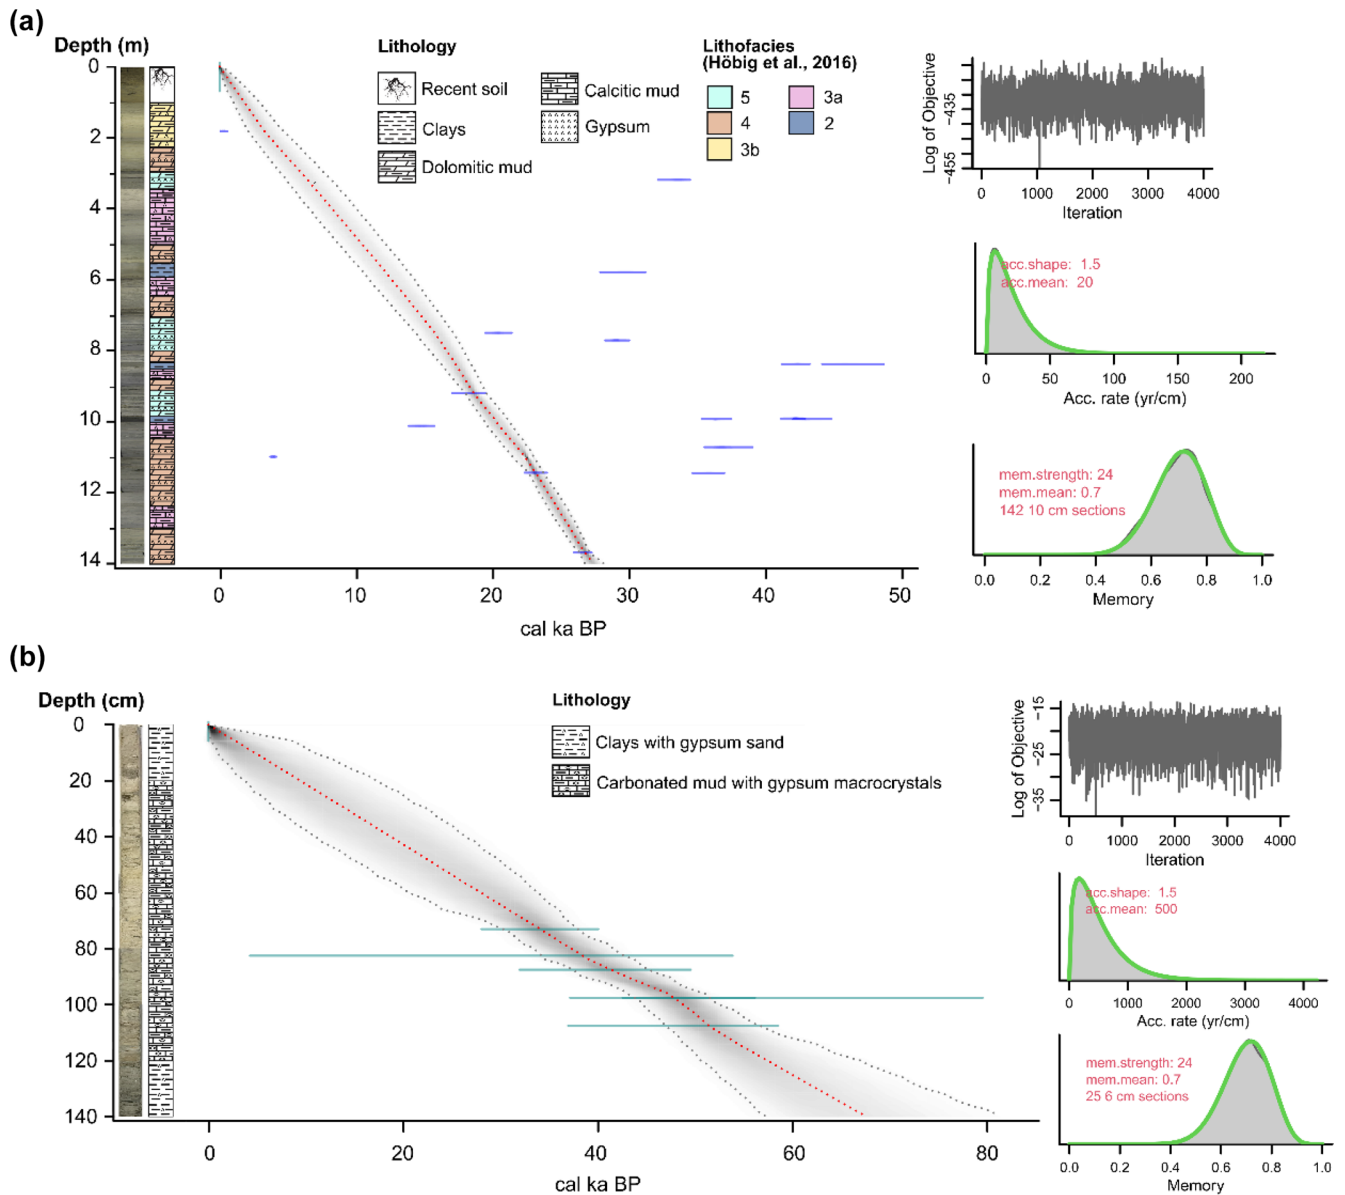 (a)
Depth (m)
0
2
4
6
8
10
12
14
0 10 20 30 40 50
cal ka BP
Lithology
Recent soil
Clays
Dolomitic mud
Calcitic mud
Gypsum
Lithofacies
(Höbig et al., 2016)
5
4
3b
3a
2
Log of Objective
−435
−455
0 1000 2000 3000 4000
Iteration
acc.shape: 1.5
acc.mean: 20
0 50 100 150 200
Acc. rate (yr/cm)
mem.strength: 24
mem.mean: 0.7
142 10 cm sections
0.0 0.2 0.4 0.6 0.8 1.0
Memory
(b)
Depth (cm)
0
20
40
60
80
100
120
140
0 20 40 60 80
cal ka BP
Lithology
Clays with gypsum sand
Carbonated mud with gypsum macrocrystals
Log of Objective
−15
−25
−35
0 1000 2000 3000 4000
Iteration
acc.shape: 1.5
acc.mean: 500
0 1000 2000 3000 4000
Acc. rate (yr/cm)
mem.strength: 24
mem.mean: 0.7
25 6 cm sections
0.0 0.2 0.4 0.6 0.8 1.0
Memory